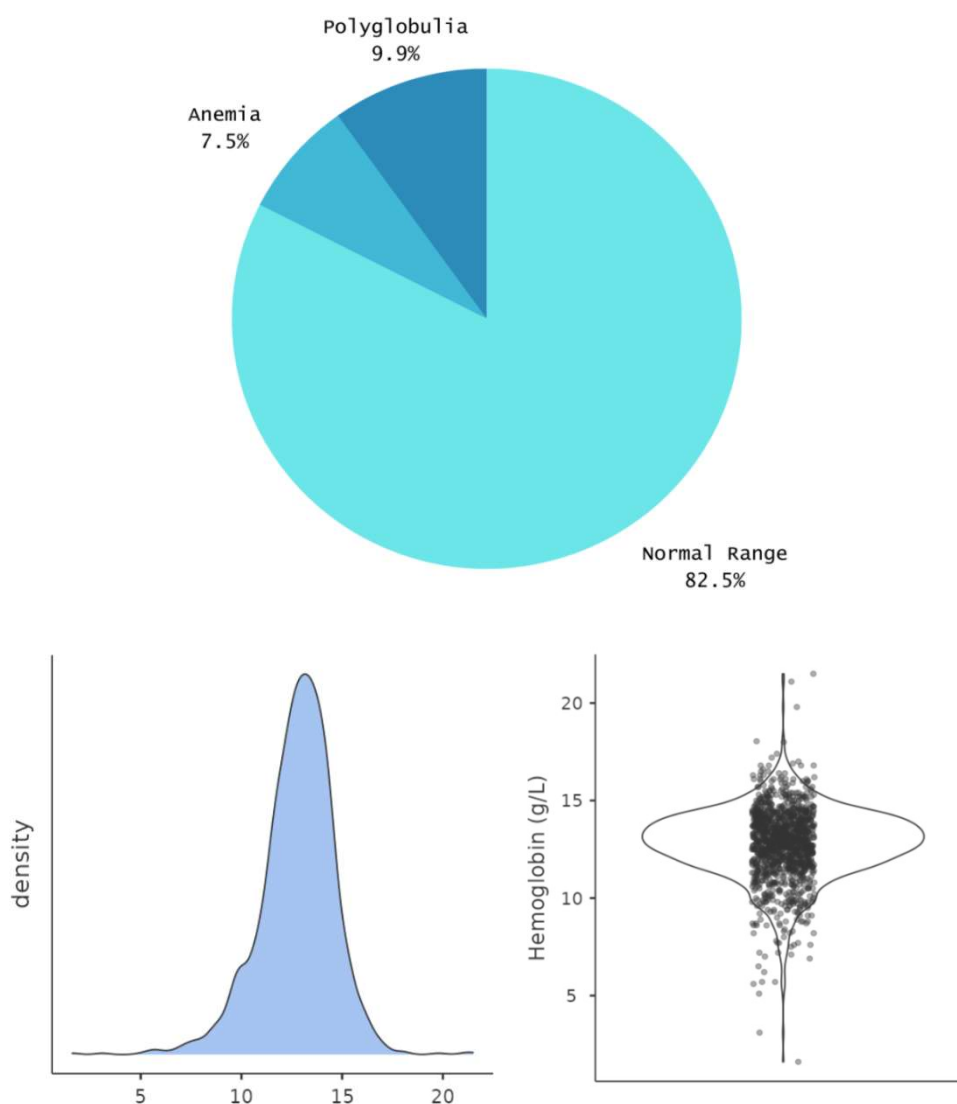 Polyglobulia
9.9%
Anemia
7.5%
Normal Range
82.5%
density
5 10 15 20
Hemoglobin (g/L)
20
15
10
5